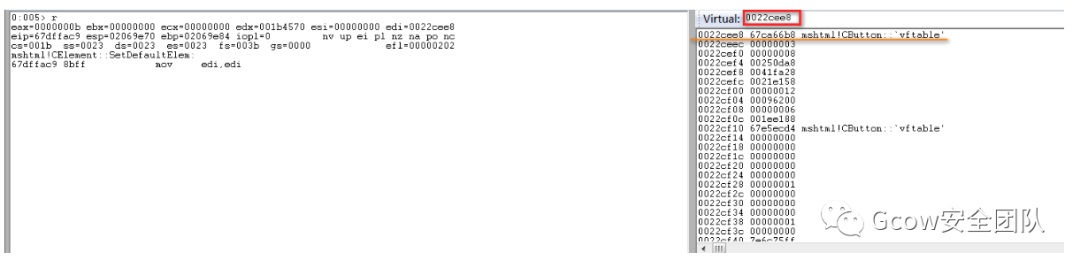 0:005> r
eax=0000000b ebx=00000000 ecx=00000000 edx=001b4570 esi=00000000 edi=0022cee8
eip=67dffac9 esp=02069e70 ebp=02069e84 iopl=0 nv up ei pl nz na po nc
cs=001b ss=0023 ds=0023 es=0023 fs=003b gs=0000 efl=00000202
mshtml!CElement::SetDefaultElem:
67dffac9 8bff mov edi,edi
Virtual: 0022cee8
0022cee8 67ca66b8 mshtml!CButton::`vftable'
0022ceec 00000003
0022cef0 00000008
0022cef4 00250da8
0022cef8 0041fa28
0022cefc 0021e158
0022cf00 00000012
0022cf04 00096200
0022cf08 00000006
0022cf0c 001ee188
0022cf10 67e5ecd4 mshtml!CButton::`vftable'
0022cf14 00000000
0022cf18 00000000
0022cf1c 00000000
0022cf20 00000000
0022cf24 00000000
0022cf28 00000001
0022cf2c 00000000
0022cf30 00000000
0022cf34 00000000
0022cf38 00000001
0022cf3c 00000000
0022cf40 7e6c75ff
Gcow安全团队